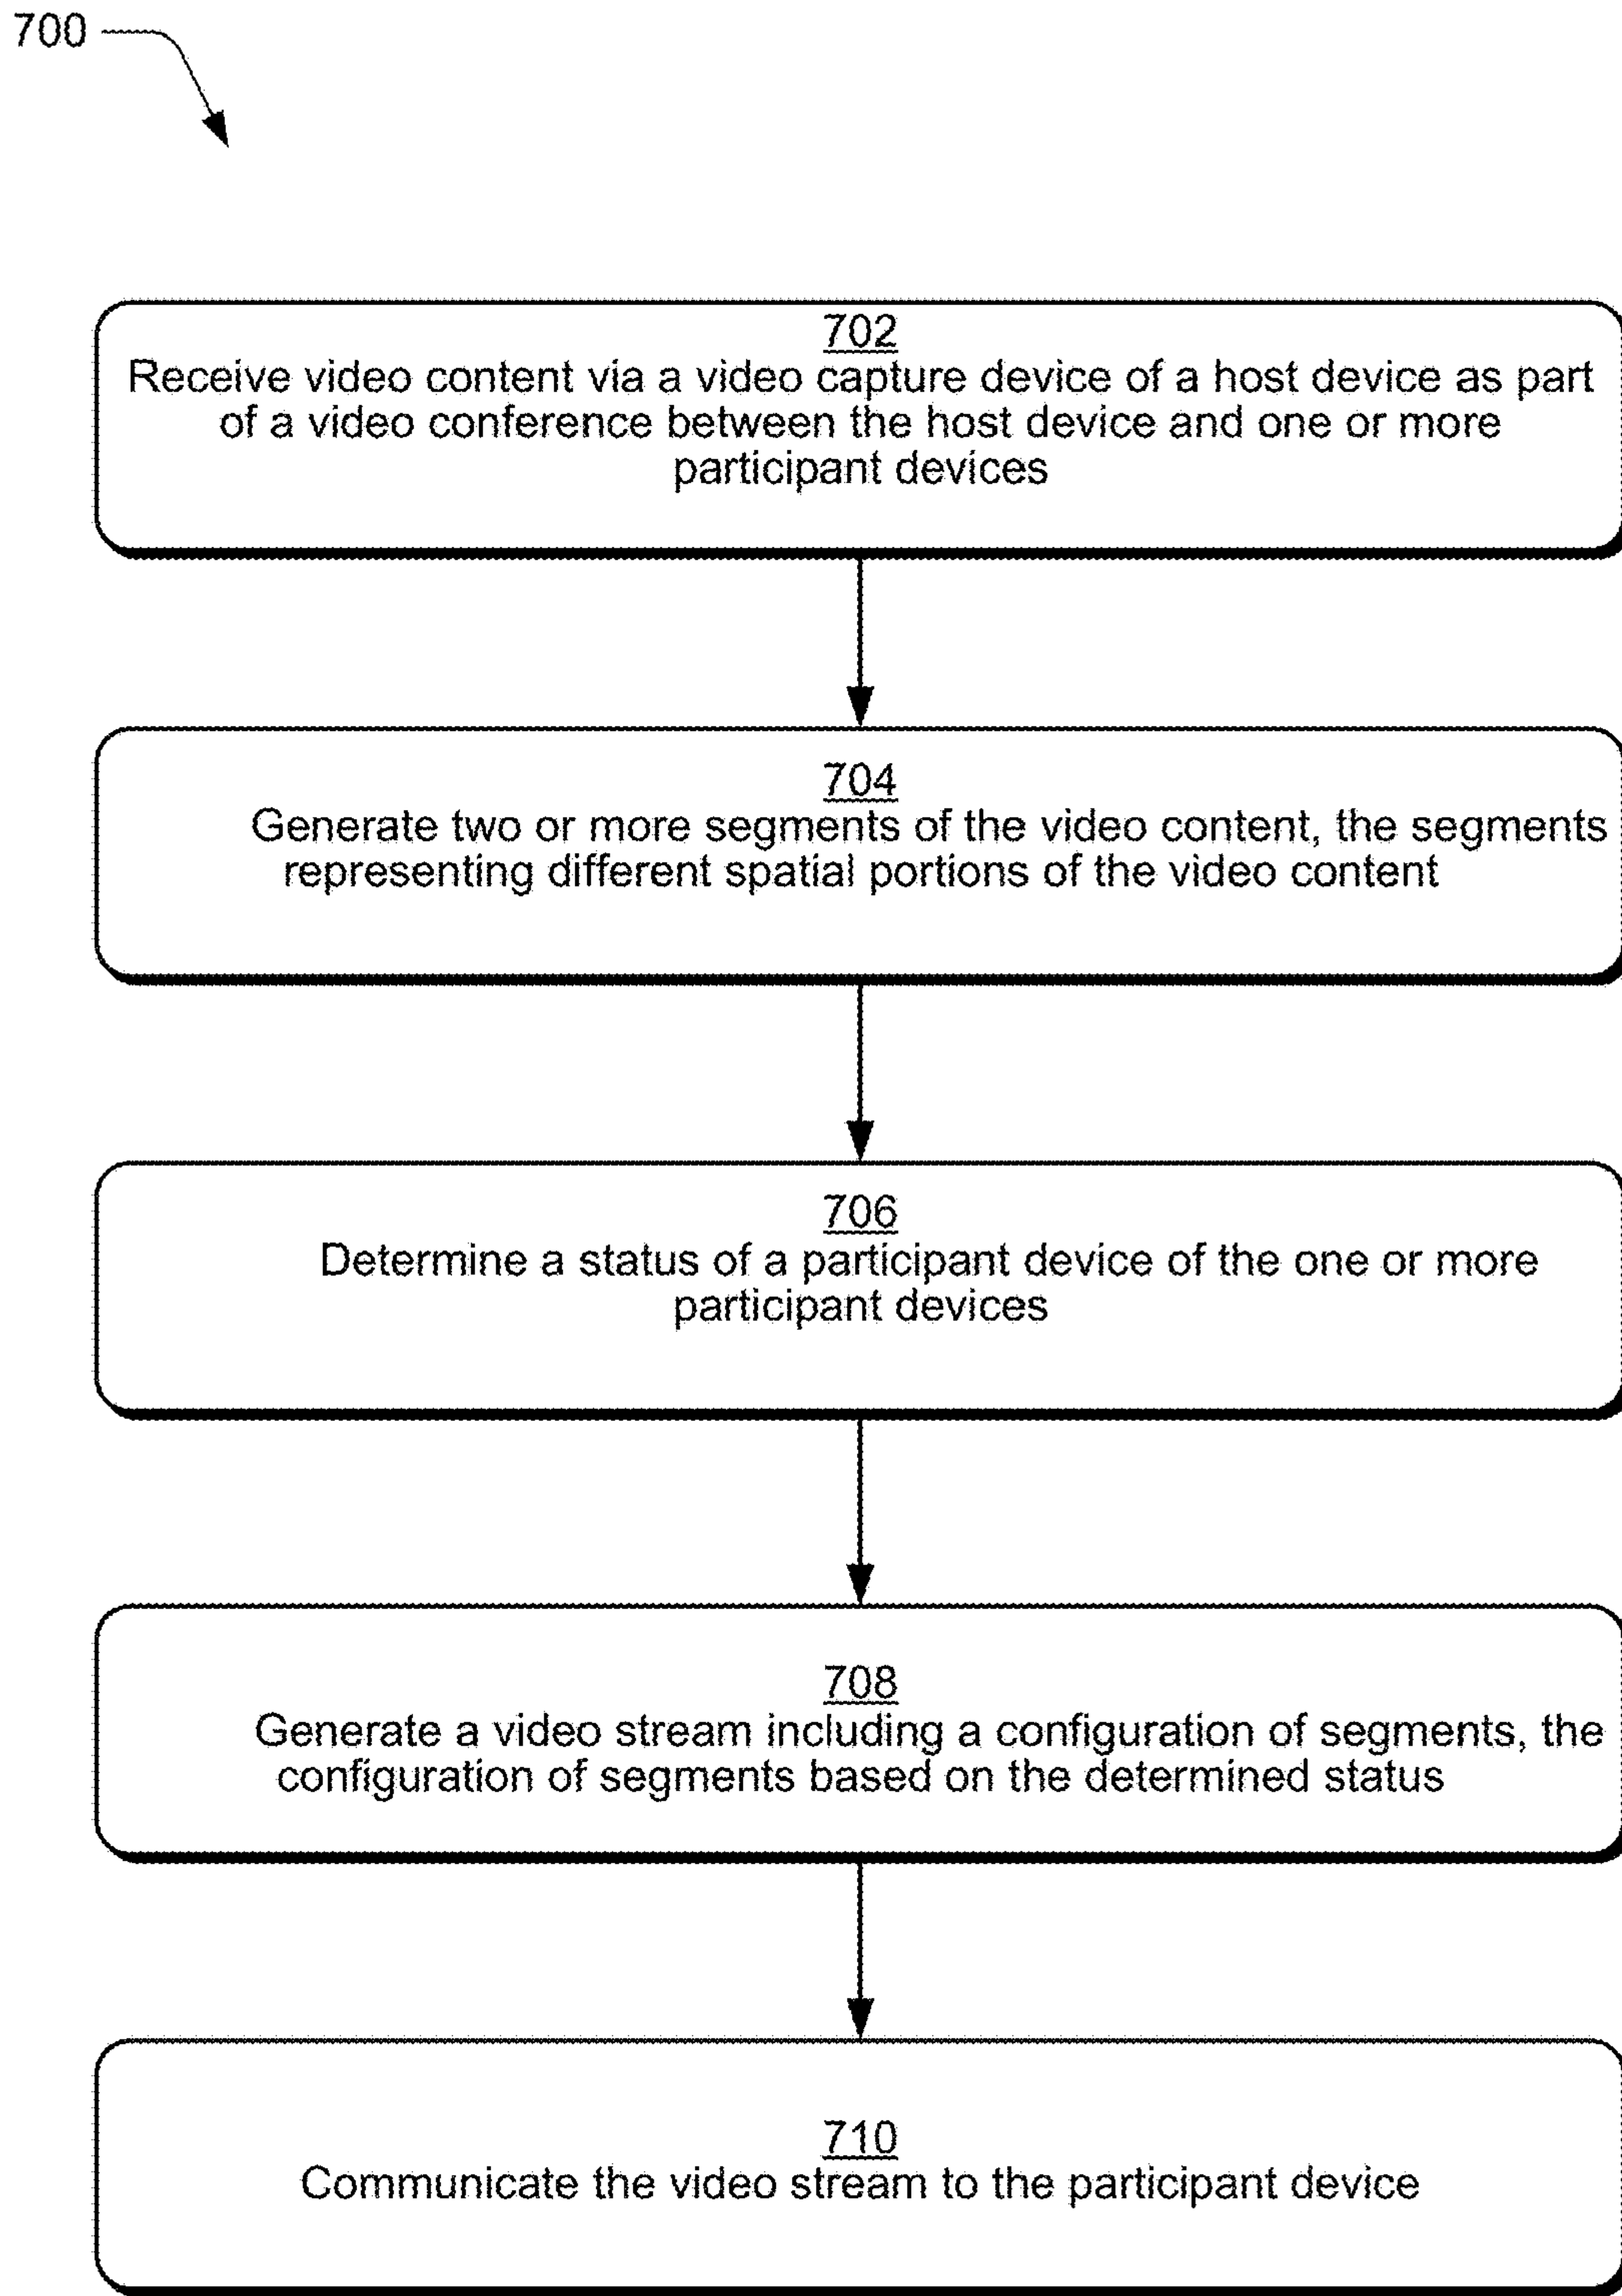 700
702
Receive video content via a video capture device of a host device as part
of a video conference between the host device and one or more
participant devices
704
Generate two or more segments of the video content, the segments
representing different spatial portions of the video content
706
Determine a status of a participant device of the one or more
participant devices
708
Generate a video stream including a configuration of segments, the
configuration of segments based on the determined status
710
Communicate the video stream to the participant device